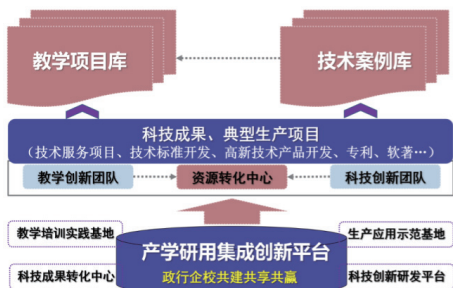 教学项目库
技术案例库
科技成果、典型生产项目
（技术服务项目、技术标准开发、高新技术产品开发、专利、软著…）
教学创新团队
资源转化中心
科技创新团队
教学培训实践基地
生产应用示范基地
产学研用集成创新平台
科技成果转化中心
政行企校共建共享共赢
科技创新研发平台